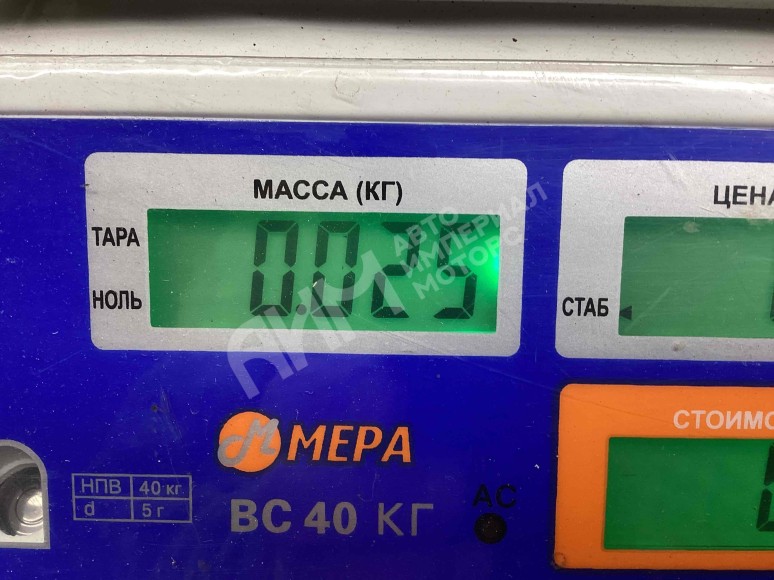 МАССА (КГ)
ЦЕНА
ТАРА
0.025
НОЛЬ
СТАБ
АИМ АВТО
ИМПЕРИАЛ
МОТОРС
СТОИМО
М МЕРА
НПВ 40 кг
d 5 г
ВС 40 КГ
АС